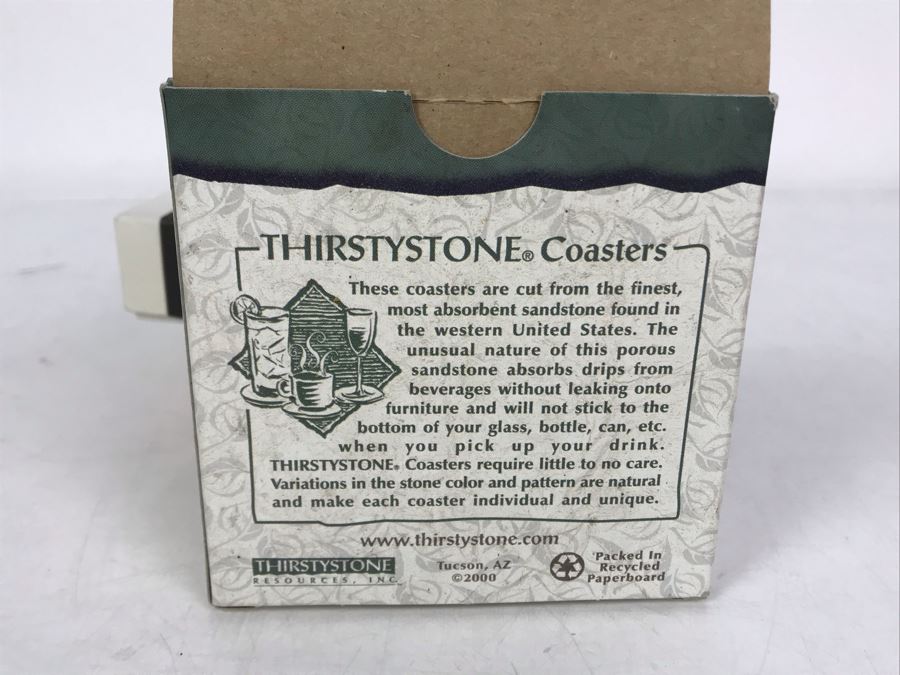 THIRSTYSTONE® Coasters
These coasters are cut from the finest,
most absorbent sandstone found in
the western United States. The
unusual nature of this porous
sandstone absorbs drips from
beverages without leaking onto
furniture and will not stick to the
bottom of your glass, bottle, can, etc.
when you pick up your drink.
THIRSTYSTONE® Coasters require little to no care.
Variations in the stone color and pattern are natural
and make each coaster individual and unique.
www.thirstystone.com
THIRSTYSTONE
RESOURCES, INC.
Tucson, AZ
©2000
Packed In
Recycled
Paperboard